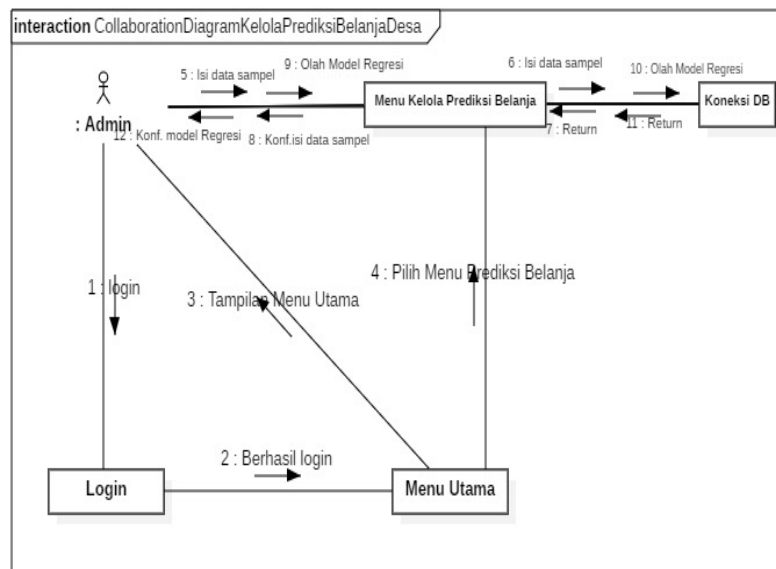 interaction CollaborationDiagramKelolaPrediksiBelanjaDesa
9 : Olah Model Regresi
6 : Isi data sampel
5 : Isi data sampel
10 : Olah Model Regresi
Menu Kelola Prediksi Belanja
Koneksi DB
: Admin
12 : Konf. model Regresi
8 : Konf.isi data sampel
7 : Return
11 : Return
1 : login
3 : Tampilan Menu Utama
4 : Pilih Menu Prediksi Belanja
2 : Berhasil login
Login
Menu Utama